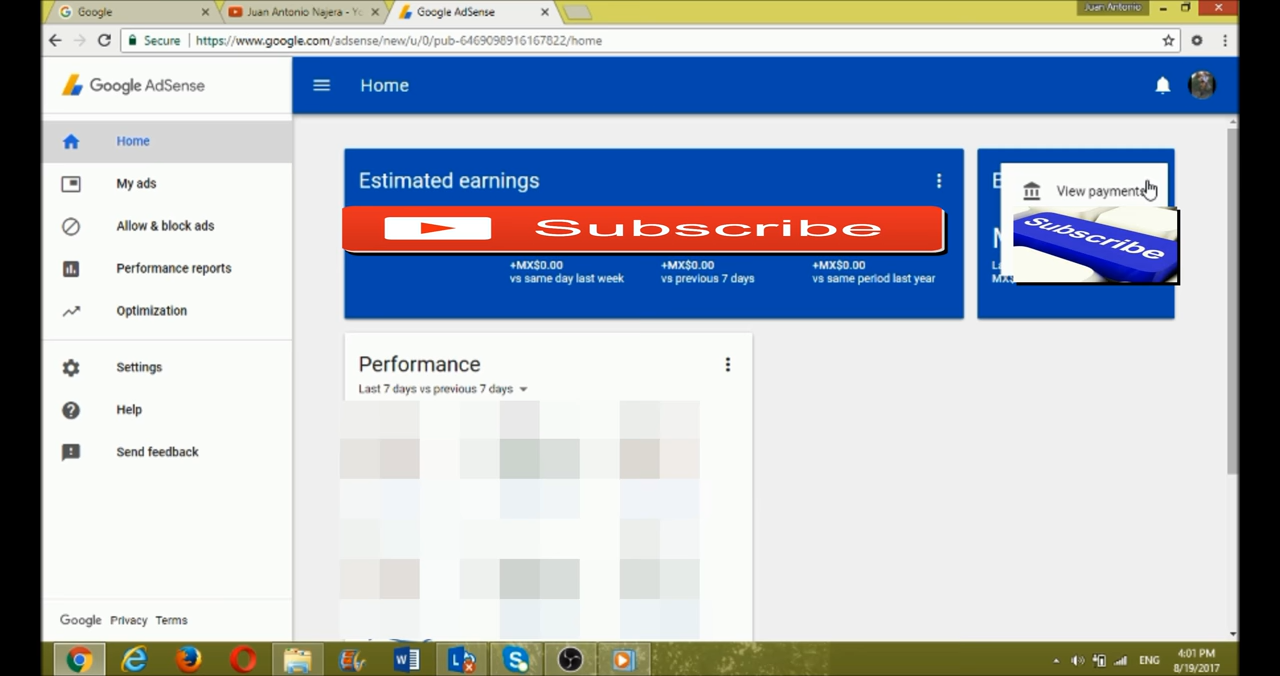 Google
Juan Antonio Najera - Yo
Google AdSense
Juan Antonio
Secure
https://www.google.com/adsense/new/u/0/pub-6469098916167822/home
Google AdSense
Home
Home
My ads
Allow & block ads
Performance reports
Optimization
Settings
Help
Send feedback
Google Privacy Terms
Estimated earnings
Subscribe
+MX$0.00
vs same day last week
+MX$0.00
vs previous 7 days
+MX$0.00
vs same period last year
View payments
Subscribe
Performance
Last 7 days vs previous 7 days
ENG
4:01 PM
8/19/2017